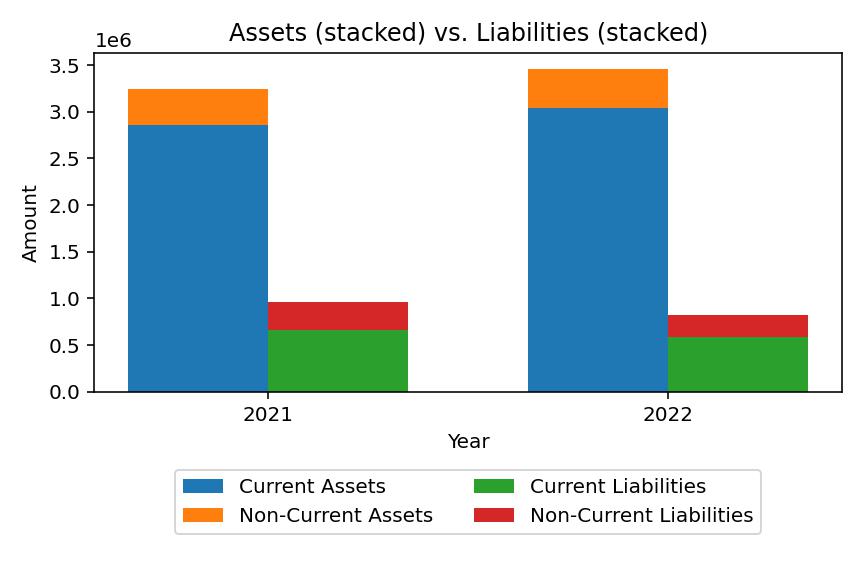 Assets (stacked) vs. Liabilities (stacked)
1e6
3.5
3.0
2.5
2.0
1.5
1.0
0.5
0.0
Amount
2021 2022
Year
Current Assets Current Liabilities
Non-Current Assets Non-Current Liabilities